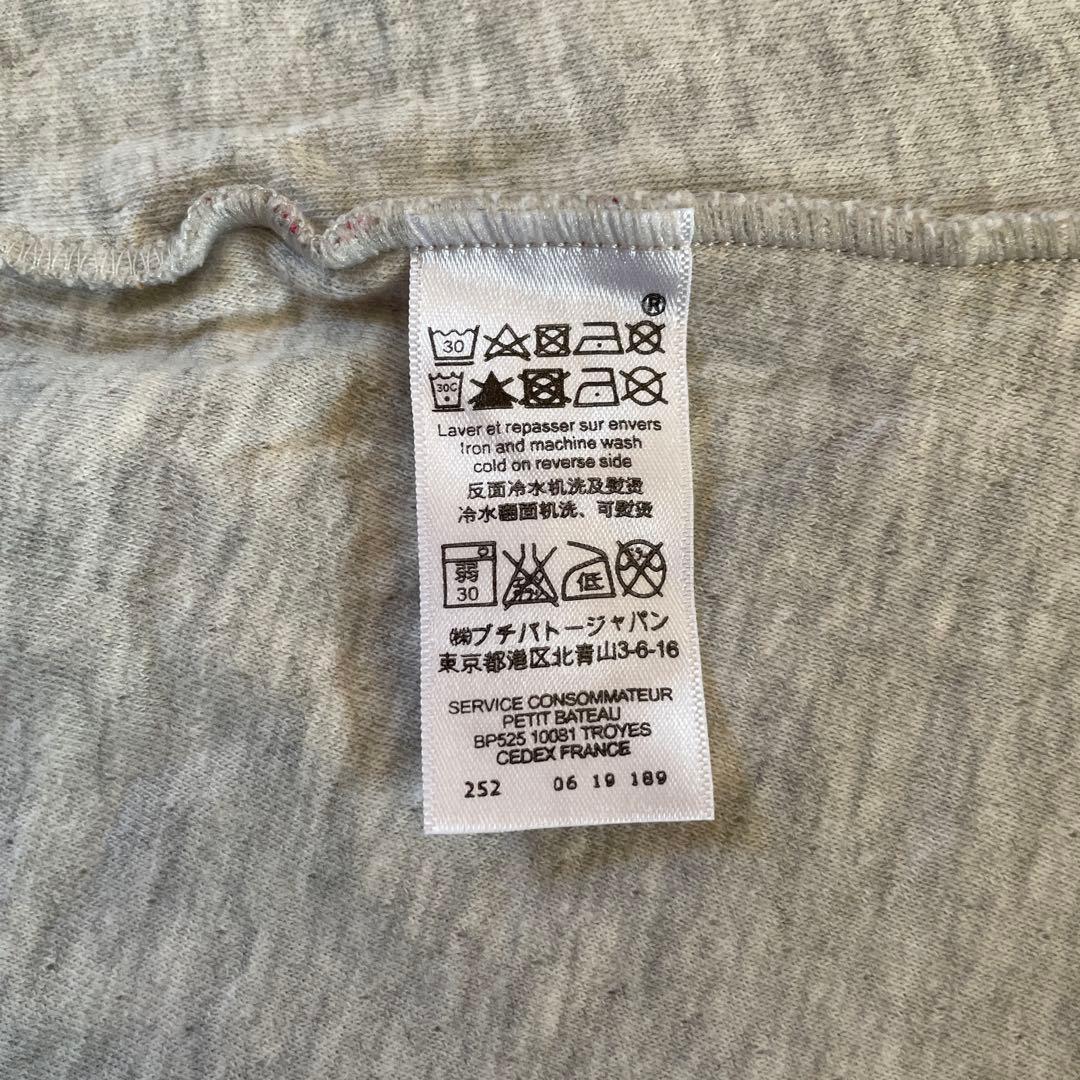 ®
30
30C
Laver et repasser sur envers
Iron and machine wash
cold on reverse side
反面冷水机洗及熨烫
冷水翻面机洗、可熨烫
弱
30
低
㈱プチバトージャパン
東京都港区北青山3-6-16
SERVICE CONSOMMATEUR
PETIT BATEAU
BP525 10081 TROYES
CEDEX FRANCE
252 06 19 189